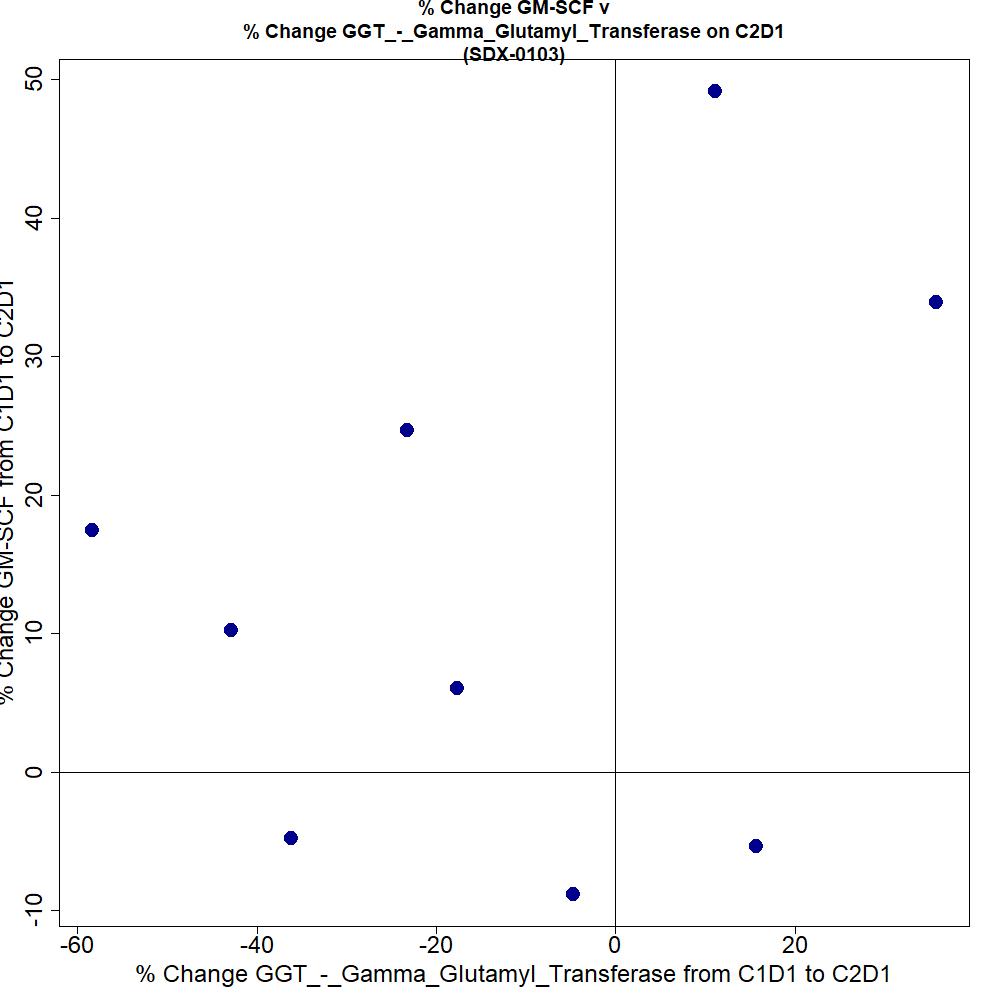 % Change GM-SCF v
% Change GGT_-_Gamma_Glutamyl_Transferase on C2D1
(SDX-0103)
% Change GM-SCF from C1D1 to C2D1
50
40
30
20
10
0
-10
-60
-40
-20
0
20
% Change GGT_-_Gamma_Glutamyl_Transferase from C1D1 to C2D1